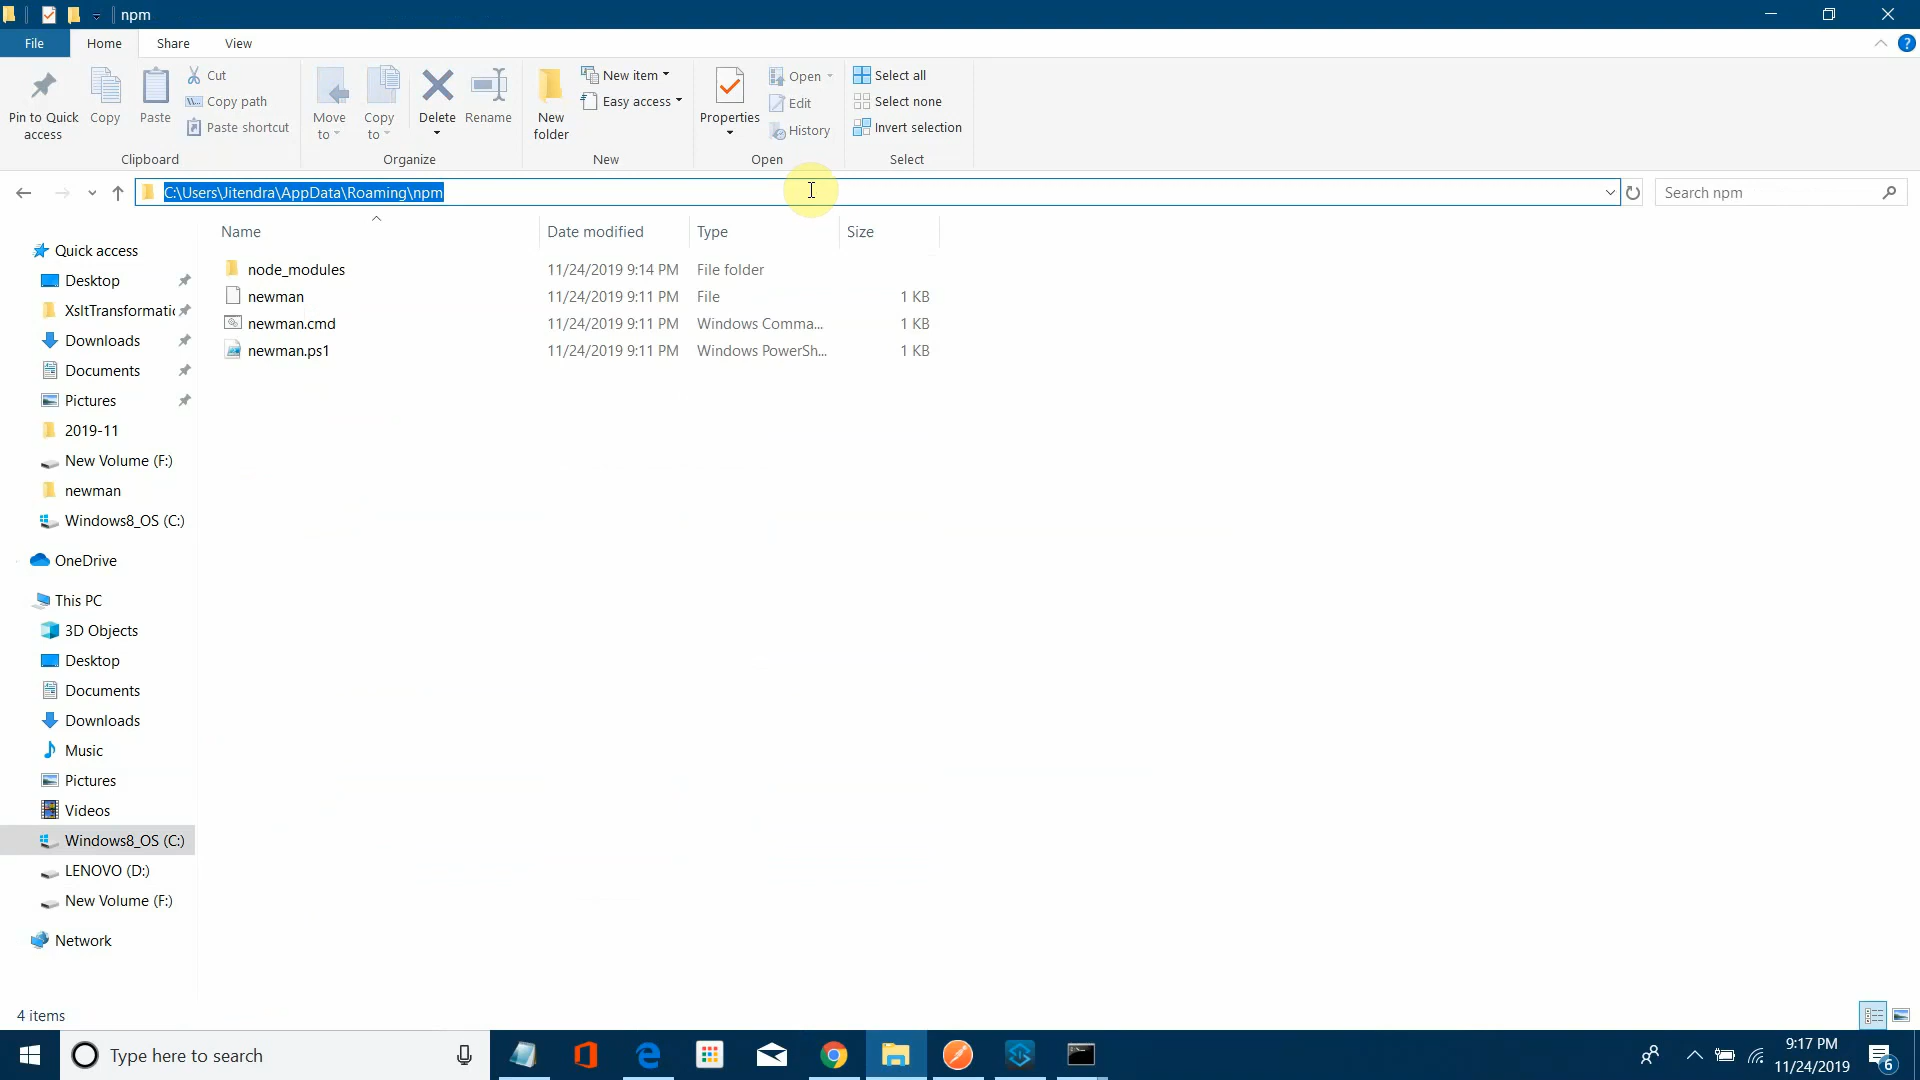 npm
File Home Share View
Pin to Quick access
Copy
Paste
Cut
Copy path
Paste shortcut
Clipboard
Move to
Copy to
Delete
Rename
Organize
New folder
New item
Easy access
New
Properties
Open
Edit
History
Open
Select all
Select none
Invert selection
Select
C:\Users\Jitendra\AppData\Roaming\npm
Search npm
Name Date modified Type Size
node_modules 11/24/2019 9:14 PM File folder
newman 11/24/2019 9:11 PM File 1 KB
newman.cmd 11/24/2019 9:11 PM Windows Comma... 1 KB
newman.ps1 11/24/2019 9:11 PM Windows PowerSh... 1 KB
Quick access
Desktop
XsltTransformatic
Downloads
Documents
Pictures
2019-11
New Volume (F:)
newman
Windows8_OS (C:)
OneDrive
This PC
3D Objects
Desktop
Documents
Downloads
Music
Pictures
Videos
Windows8_OS (C:)
LENOVO (D:)
New Volume (F:)
Network
4 items
Type here to search
9:17 PM
11/24/2019
6